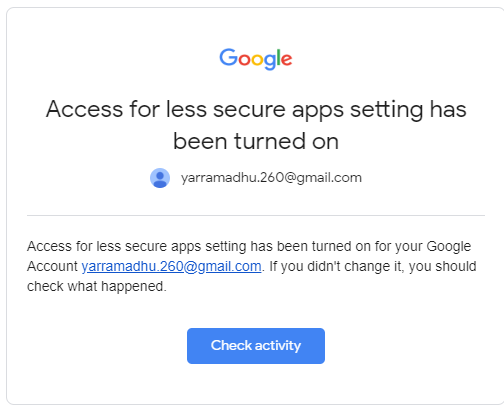 Google
Access for less secure apps setting has
been turned on
yarramadhu.260@gmail.com
Access for less secure apps setting has been turned on for your Google
Account yarramadhu.260@gmail.com. If you didn't change it, you should
check what happened.
Check activity